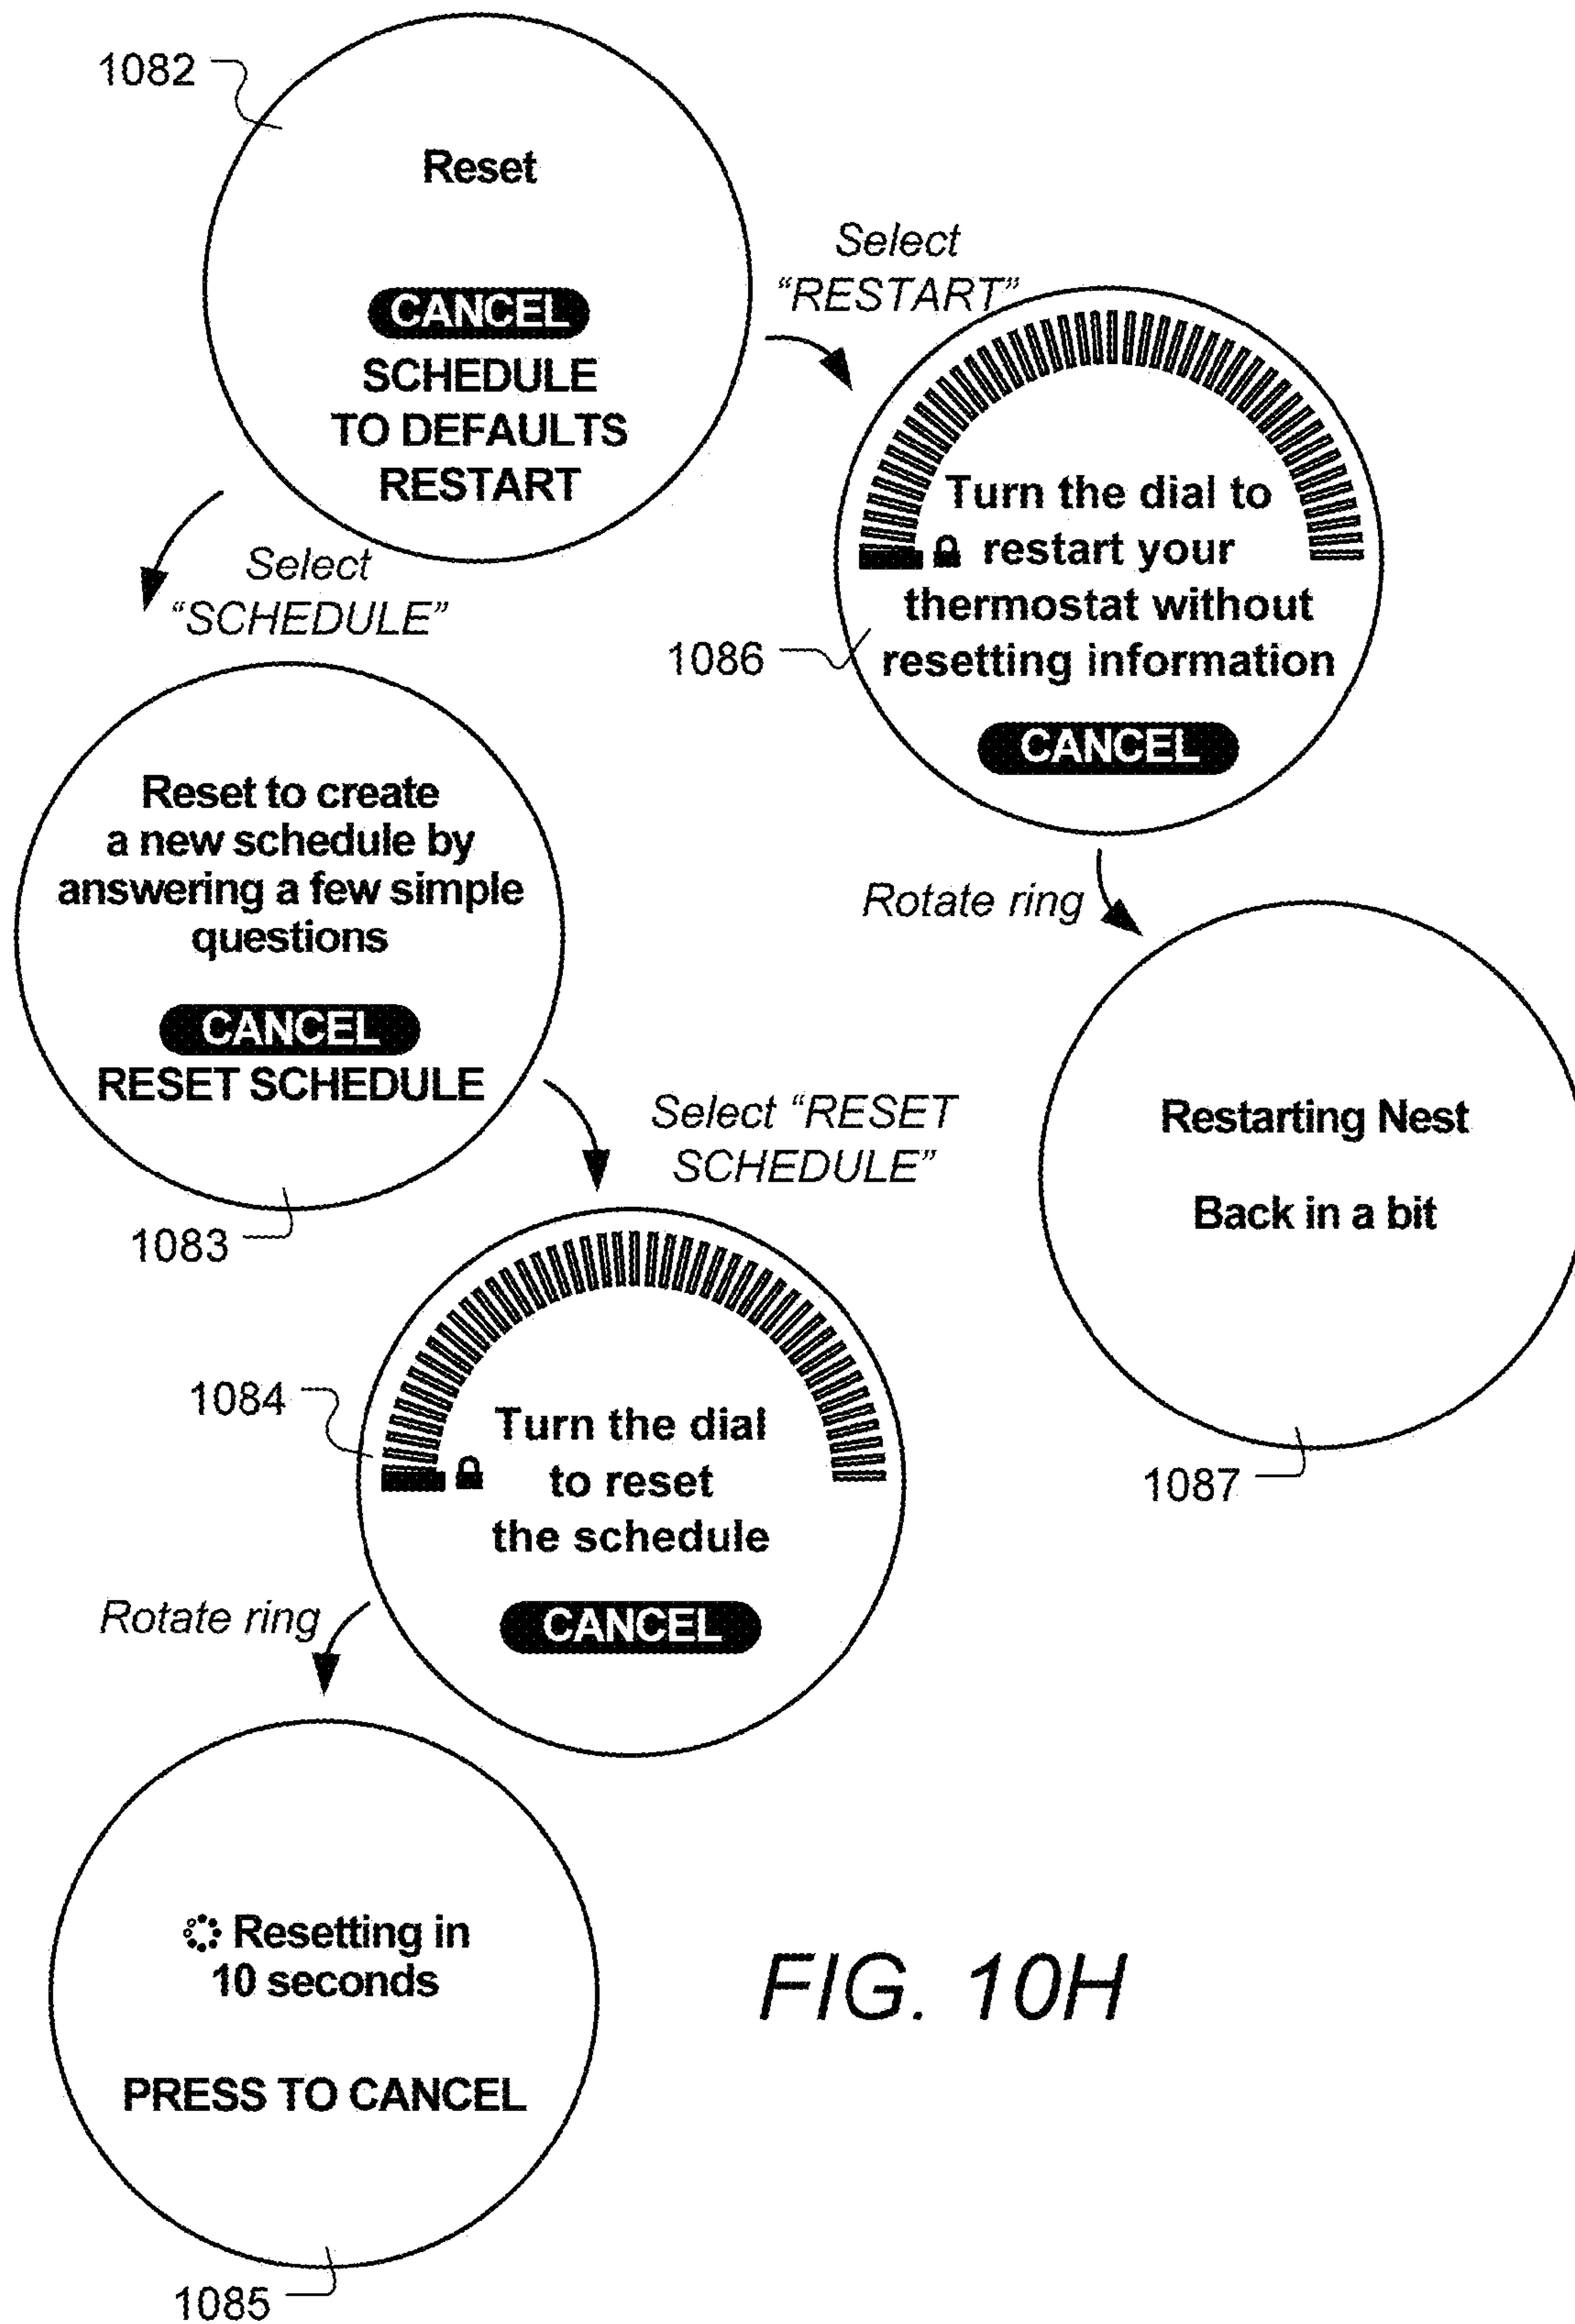 1082
Reset
CANCEL
SCHEDULE
TO DEFAULTS
RESTART
Select
“RESTART”
Turn the dial to
restart your
thermostat without
resetting information
CANCEL
1086
Select
“SCHEDULE”
Reset to create
a new schedule by
answering a few simple
questions
CANCEL
RESET SCHEDULE
1083
Rotate ring
Restarting Nest
Back in a bit
1087
Select “RESET
SCHEDULE”
1084
Turn the dial
to reset
the schedule
CANCEL
Rotate ring
Resetting in
10 seconds
PRESS TO CANCEL
1085
FIG. 10H